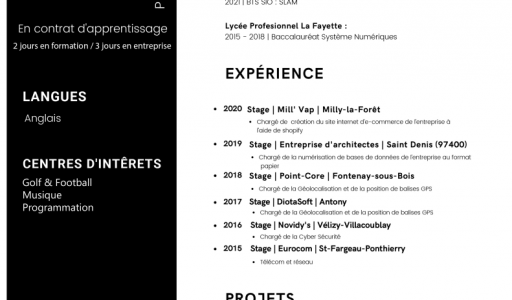 En contrat d'apprentissage
2 jours en formation / 3 jours en entreprise
LANGUES
Anglais
CENTRES D'INTÊRETS
Golf & Football
Musique
Programmation
2021 | BTS SIO : SLAM
Lycée Profesionnel La Fayette :
2015 - 2018 | Baccalauréat Système Numériques
EXPÉRIENCE
2020 Stage | Mill' Vap | Milly-la-Forêt
Chargé de création du site internet d'e-commerce de l'entreprise à
l'aide de shopify
2019 Stage | Entreprise d'architectes | Saint Denis (97400)
Chargé de la numérisation de bases de données de l'entreprise au format
papier
2018 Stage | Point-Core | Fontenay-sous-Bois
Chargé de la Géolocalisation et de la position de balises GPS
2017 Stage | DiotaSoft | Antony
Chargé de la Géolocalisation et de la position de balises GPS
2016 Stage | Novidy's | Vélizy-Villacoublay
Chargé de la Cyber Sécurité
2015 Stage | Eurocom | St-Fargeau-Ponthierry
Télécom et réseau
PROJETS